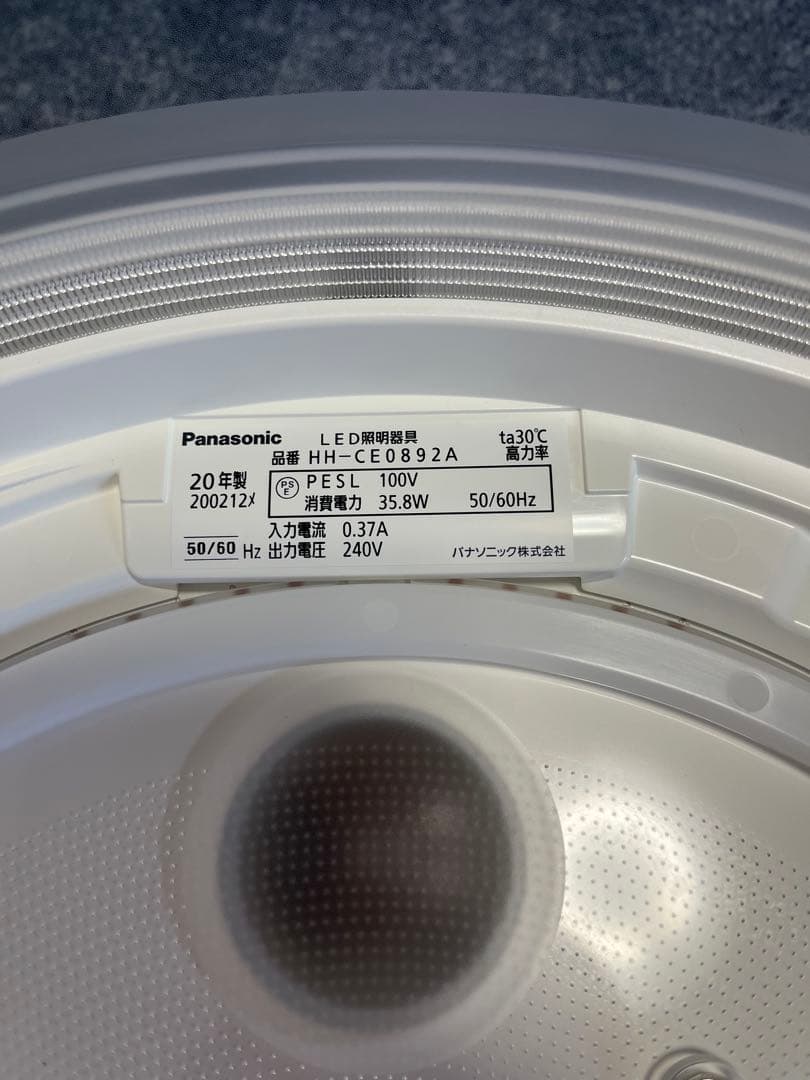 Panasonic LED照明器具 ta30℃
品番 HH-CE0892A 高力率
20年製 PSE PESL 100V
200212メ 消費電力 35.8W 50/60Hz
入力電流 0.37A
50/60 Hz 出力電圧 240V パナソニック株式会社